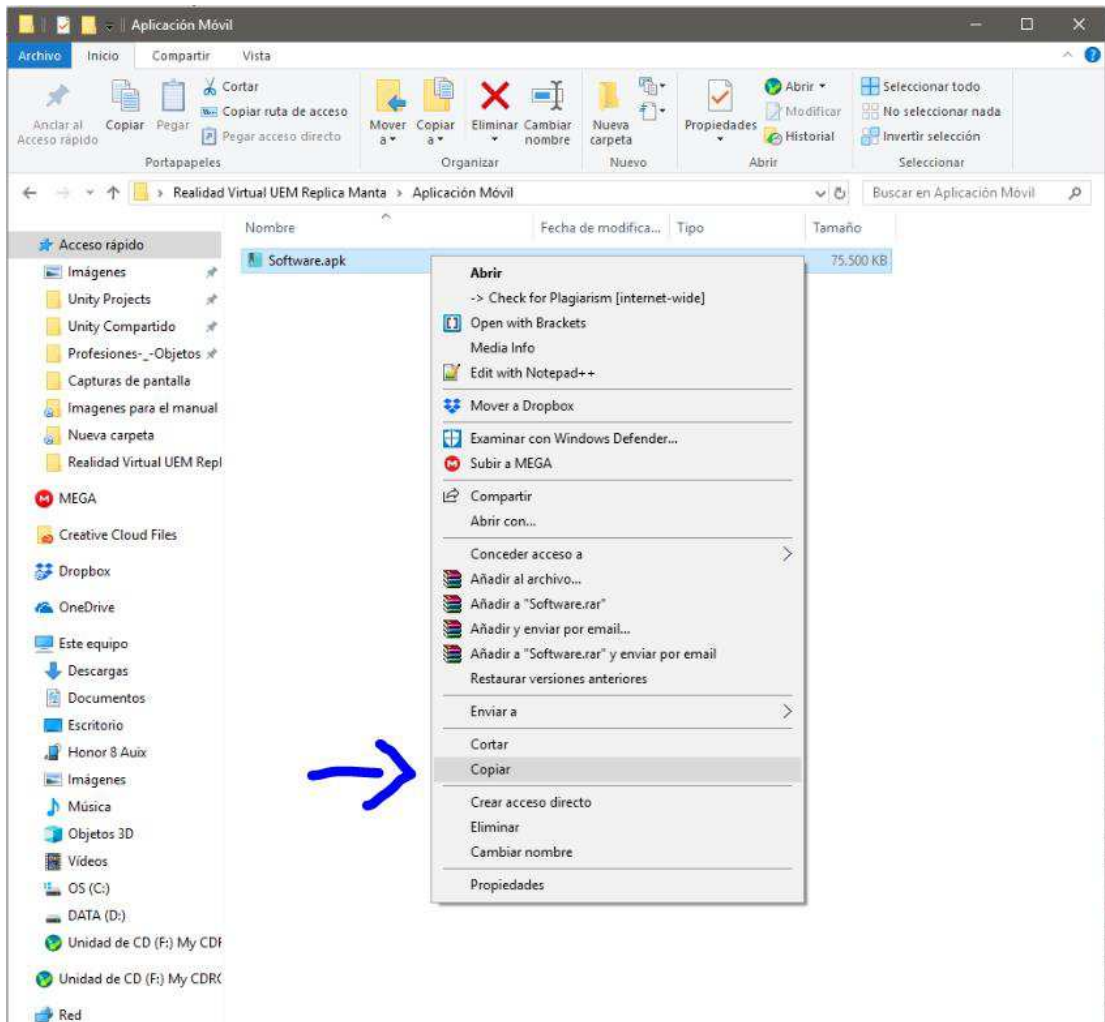 Aplicación Móvil
Archivo Inicio Compartir Vista
Anclar al Acceso rápido
Copiar
Pegar
Cortar
Copiar ruta de acceso
Pegar acceso directo
Portapapeles
Mover a
Copiar a
Eliminar
Cambiar nombre
Organizar
Nueva carpeta
Nuevo
Propiedades
Abrir
Modificar
Historial
Abrir
Seleccionar todo
No seleccionar nada
Invertir selección
Seleccionar
Realidad Virtual UEM Replica Manta > Aplicación Móvil
Buscar en Aplicación Móvil
Nombre Fecha de modifica... Tipo Tamaño
Software.apk 75.500 KB
Acceso rápido
Imágenes
Unity Projects
Unity Compartido
Profesiones-_-Objetos
Capturas de pantalla
Imagenes para el manual
Nueva carpeta
Realidad Virtual UEM Repl
MEGA
Creative Cloud Files
Dropbox
OneDrive
Este equipo
Descargas
Documentos
Escritorio
Honor 8 Auix
Imágenes
Música
Objetos 3D
Vídeos
OS (C:)
DATA (D:)
Unidad de CD (F:) My CDR
Unidad de CD (F:) My CDRO
Red
Abrir
-> Check for Plagiarism [internet-wide]
Open with Brackets
Media Info
Edit with Notepad++
Mover a Dropbox
Examinar con Windows Defender...
Subir a MEGA
Compartir
Abrir con...
Conceder acceso a
Añadir al archivo...
Añadir a "Software.rar"
Añadir y enviar por email...
Añadir a "Software.rar" y enviar por email
Restaurar versiones anteriores
Enviar a
Cortar
Copiar
Crear acceso directo
Eliminar
Cambiar nombre
Propiedades